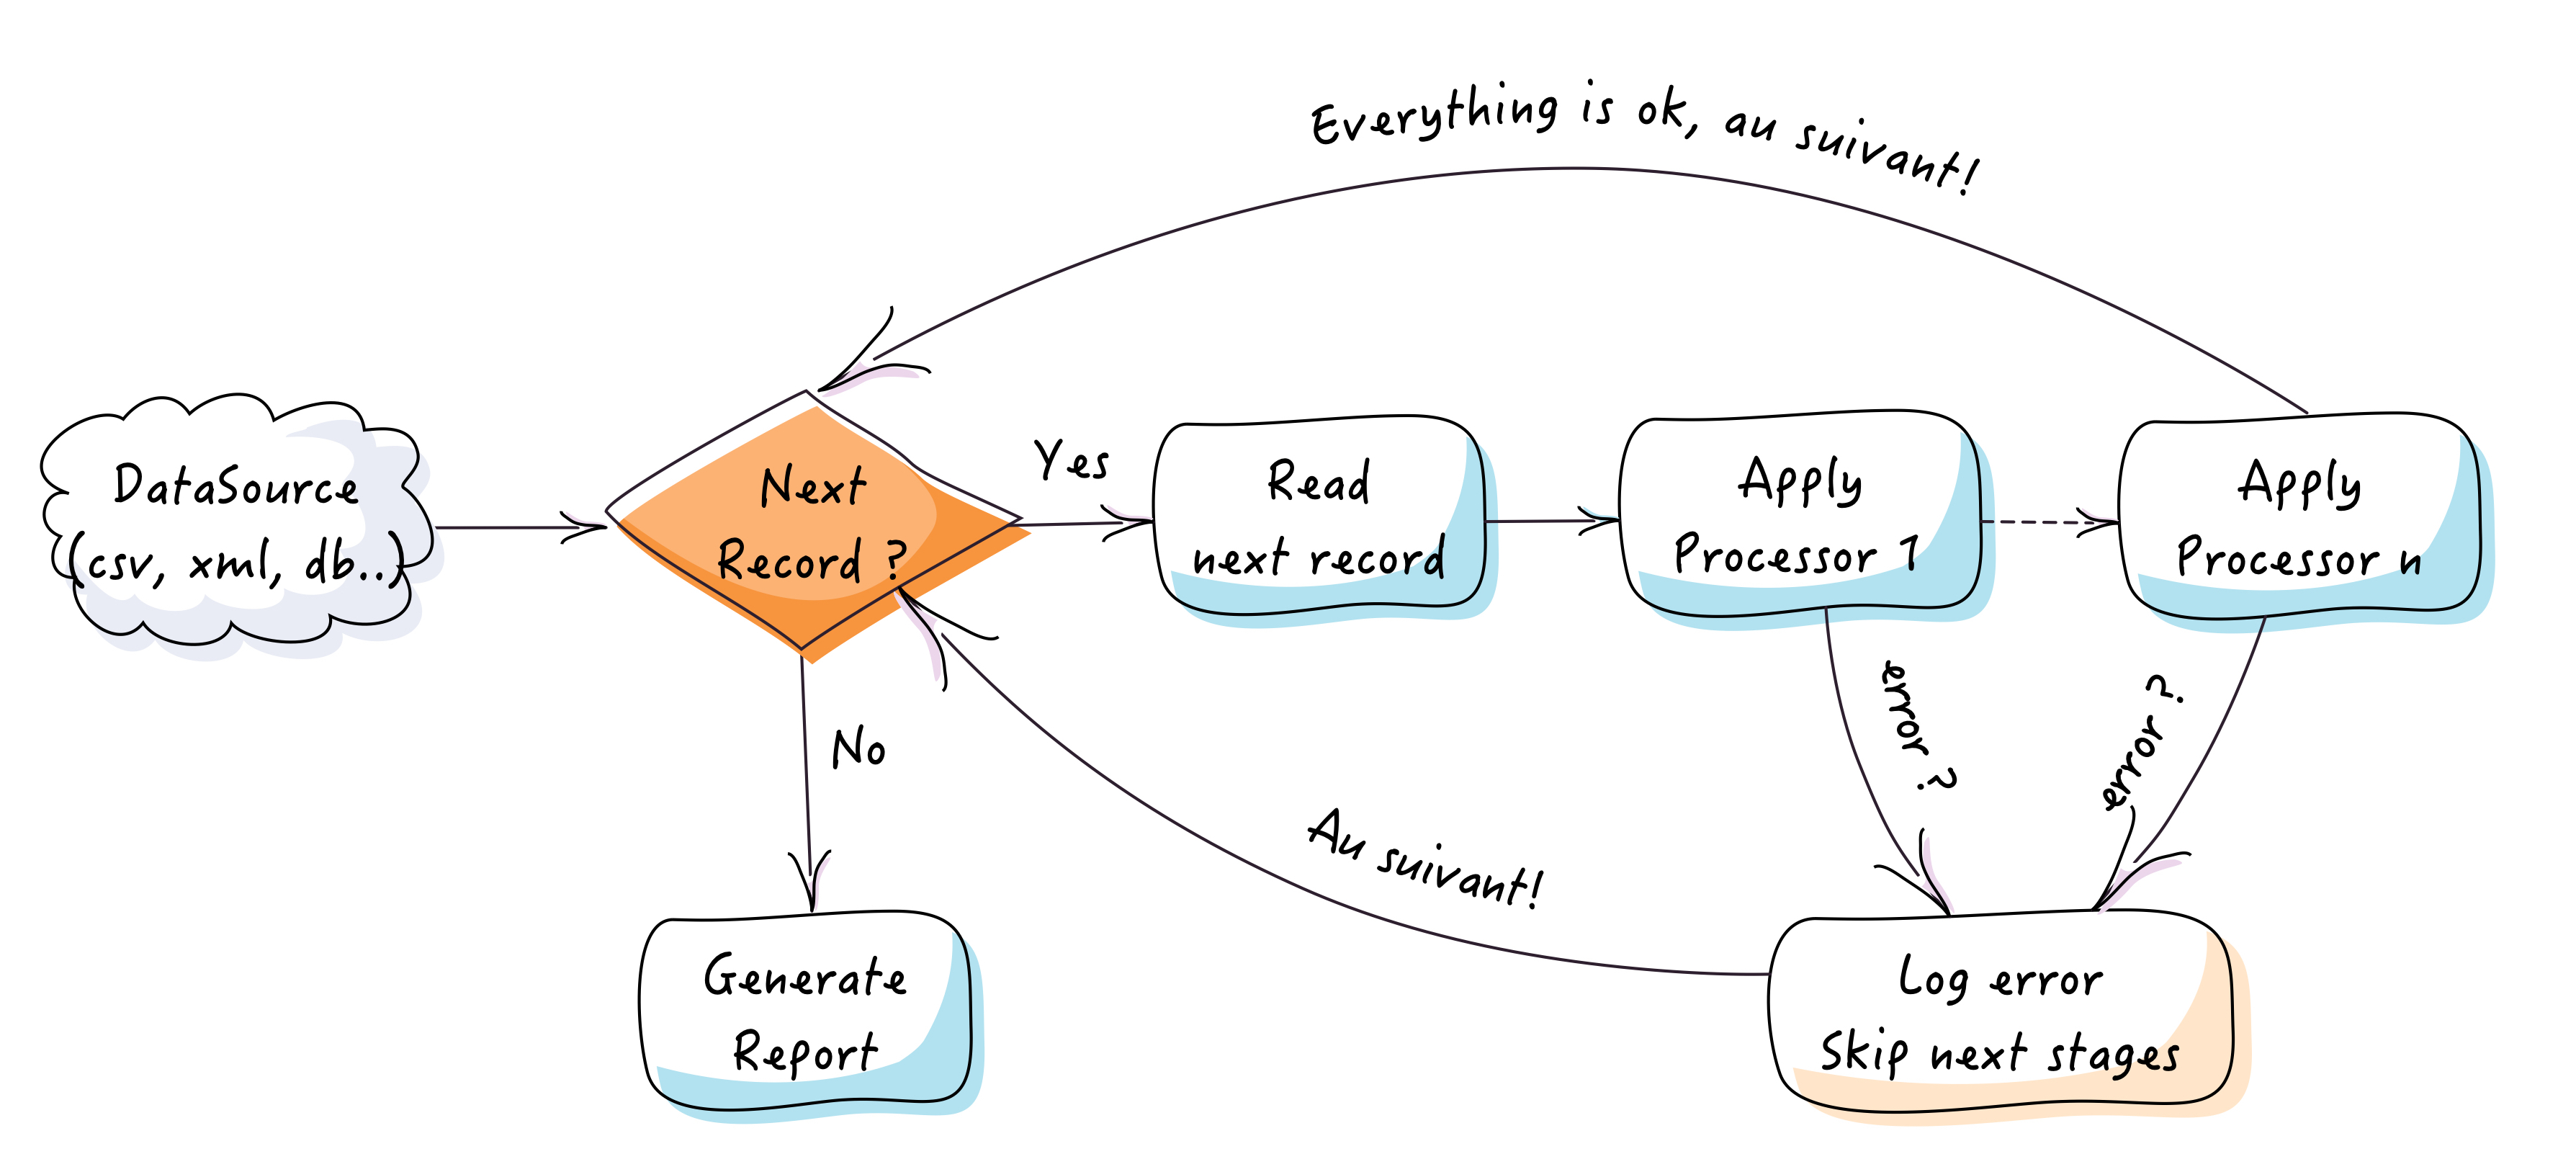 Everything is ok, au suivant!
DataSource
(csv, xml, db..)
Next
Record ?
Yes
Read
next record
Apply
Processor 1
Apply
Processor n
error ?
error ?
No
Au suivant!
Generate
Report
Log error
Skip next stages